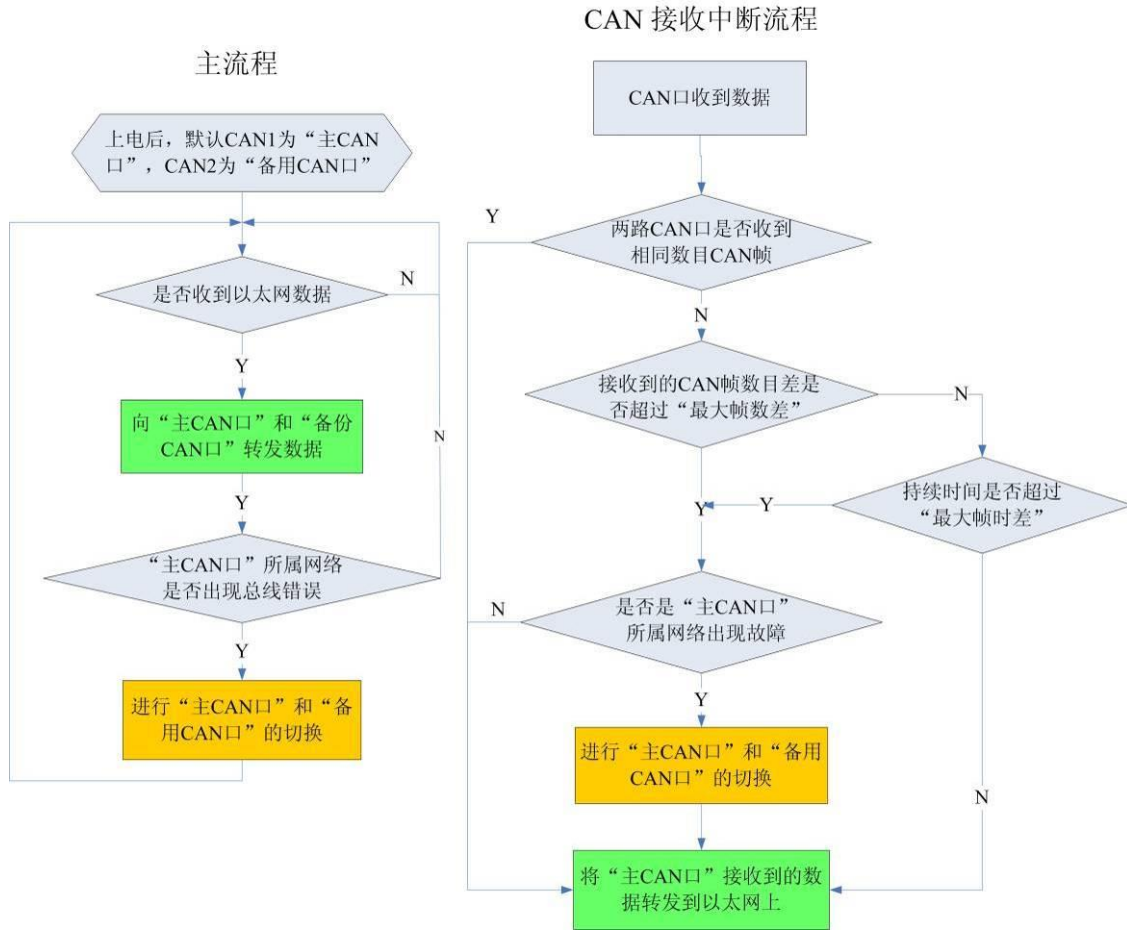 主流程
上电后，默认CAN1为“主CAN
口”，CAN2为“备用CAN口”
是否收到以太网数据
N
Y
向“主CAN口”和“备份
CAN口”转发数据
N
Y
“主CAN口”所属网络
是否出现总线错误
Y
进行“主CAN口”和“备
用CAN口”的切换
CAN 接收中断流程
CAN口收到数据
Y
两路CAN口是否收到
相同数目CAN帧
N
接收到的CAN帧数目差是
否超过“最大帧数差”
N
持续时间是否超过
“最大帧时差”
Y
Y
是否是“主CAN口”
所属网络出现故障
N
Y
进行“主CAN口”和“备用
CAN口”的切换
N
将“主CAN口”接收到的数
据转发到以太网上